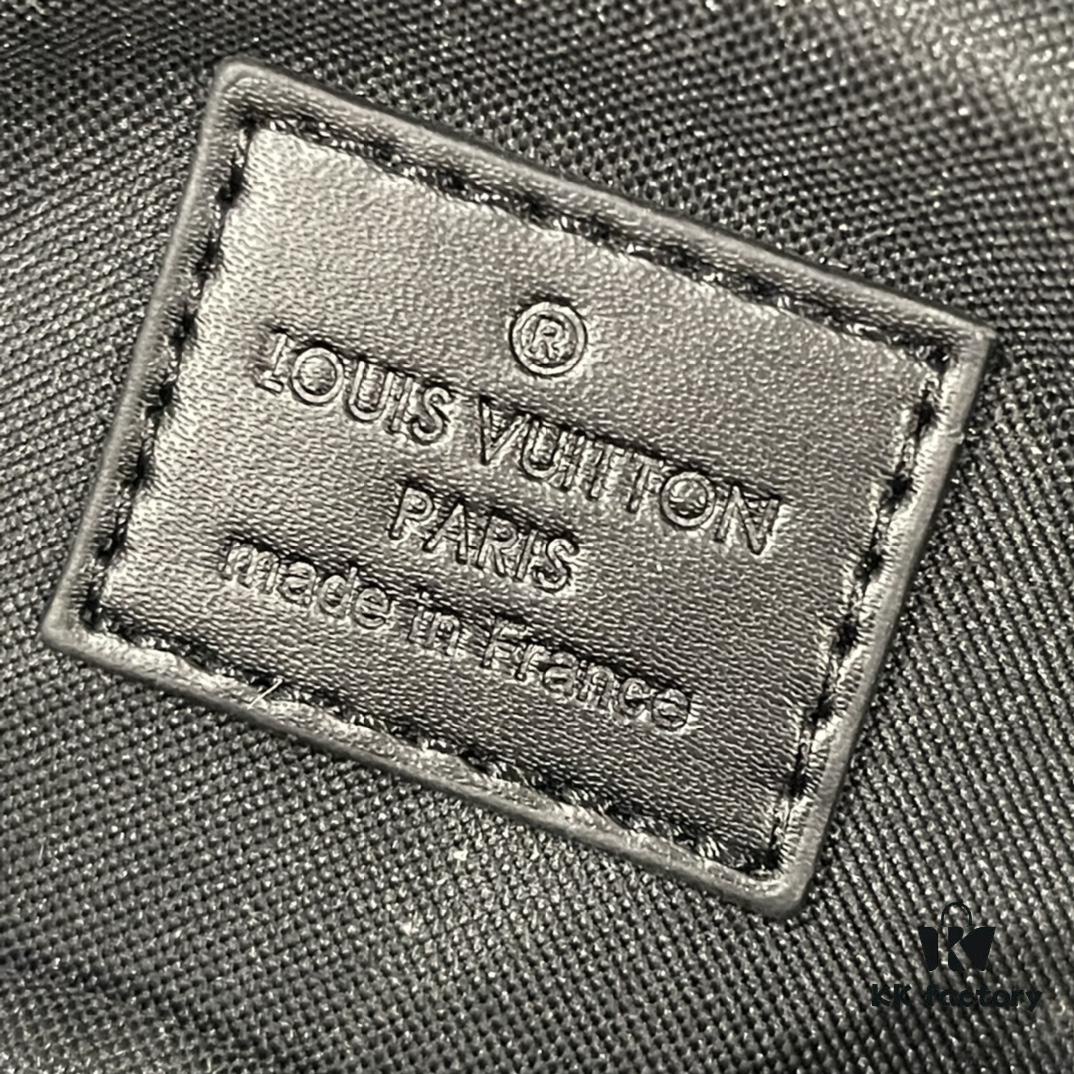 ®
LOUIS VUITTON
PARIS
made in France
KK factory